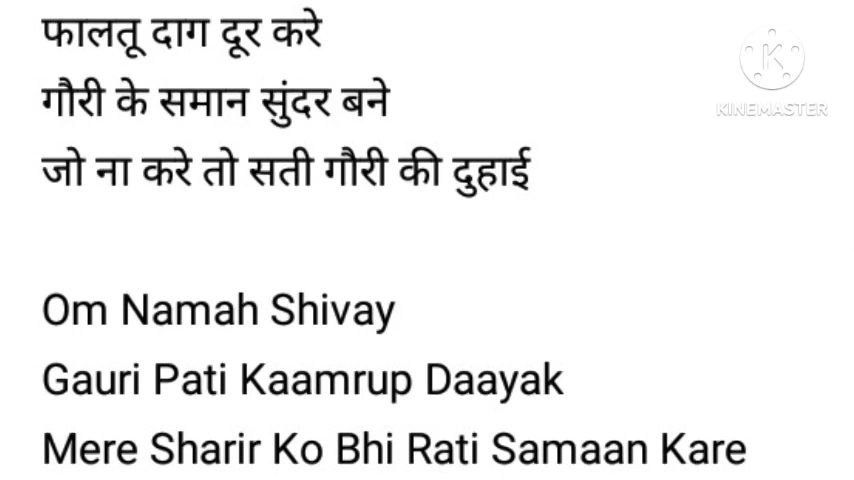 फालतू दाग दूर करे
गौरी के समान सुंदर बने
जो ना करे तो सती गौरी की दुहाई
Om Namah Shivay
Gauri Pati Kaamrup Daayak
Mere Sharir Ko Bhi Rati Samaan Kare
K
KINEMASTER